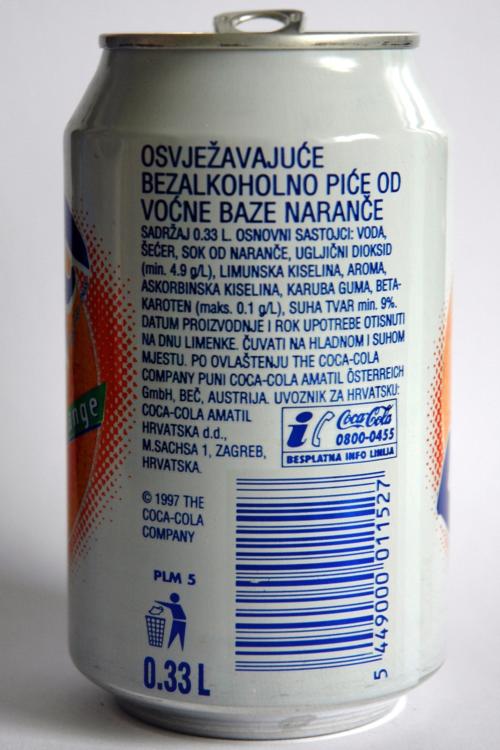 OSVJEŽAVAJUĆE
BEZALKOHOLNO PIĆE OD
VOĆNE BAZE NARANČE
SADRŽAJ 0.33 L. OSNOVNI SASTOJCI: VODA,
ŠEĆER, SOK OD NARANČE, UGLJIČNI DIOKSID
(min. 4.9 g/L), LIMUNSKA KISELINA, AROMA,
ASKORBINSKA KISELINA, KARUBA GUMA, BETA-
KAROTEN (maks. 0.1 g/L), SUHA TVAR min. 9%.
DATUM PROIZVODNJE I ROK UPOTREBE OTISNUTI
NA DNU LIMENKE. ČUVATI NA HLADNOM I SUHOM
MJESTU. PO OVLAŠTENJU THE COCA-COLA
COMPANY PUNI COCA-COLA AMATIL ÖSTERREICH
GmbH, BEČ, AUSTRIJA. UVOZNIK ZA HRVATSKU:
COCA-COLA AMATIL
HRVATSKA d.d.,
M.SACHSA 1, ZAGREB,
HRVATSKA.
i Coca-Cola
0800-0455
BESPLATNA INFO LINIJA
© 1997 THE
COCA-COLA
COMPANY
PLM 5
0.33 L
5 449000 011527
ange